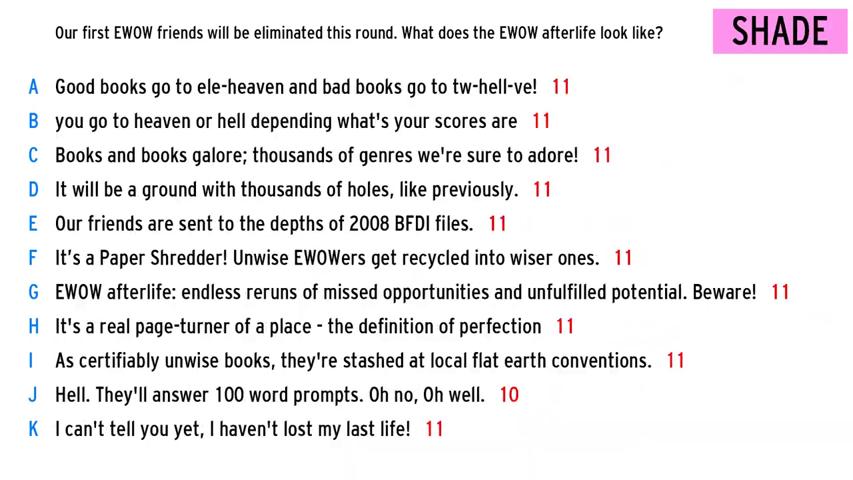 Our first EWOW friends will be eliminated this round. What does the EWOW afterlife look like? SHADE
A Good books go to ele-heaven and bad books go to tw-hell-ve! 11
B you go to heaven or hell depending what's your scores are 11
C Books and books galore; thousands of genres we're sure to adore! 11
D It will be a ground with thousands of holes, like previously. 11
E Our friends are sent to the depths of 2008 BFDI files. 11
F It’s a Paper Shredder! Unwise EWOWers get recycled into wiser ones. 11
G EWOW afterlife: endless reruns of missed opportunities and unfulfilled potential. Beware! 11
H It's a real page-turner of a place - the definition of perfection 11
I As certifiably unwise books, they're stashed at local flat earth conventions. 11
J Hell. They'll answer 100 word prompts. Oh no, Oh well. 10
K I can't tell you yet, I haven't lost my last life! 11